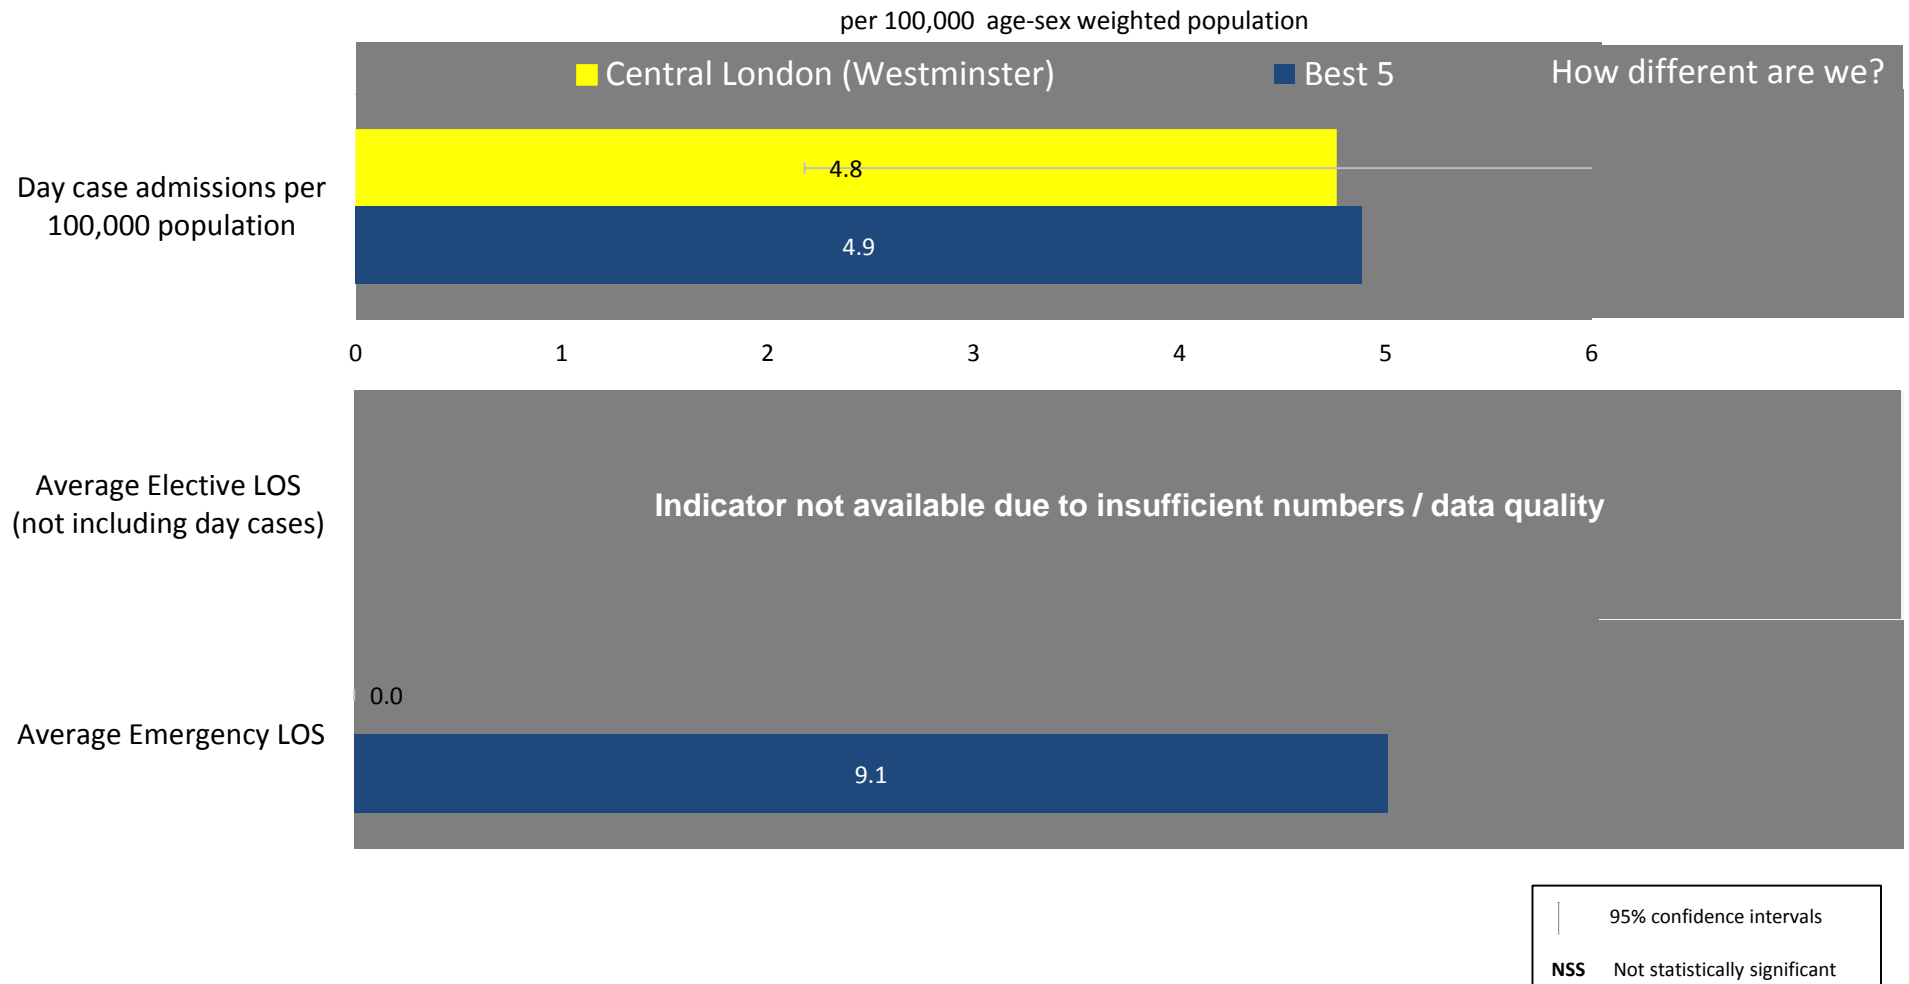 per 100,000 age-sex weighted population
Central London (Westminster)
Best 5
How different are we?
Day case admissions per
100,000 population
4.8
4.9
0 1 2 3 4 5 6
Average Elective LOS
(not including day cases)
Indicator not available due to insufficient numbers / data quality
0.0
Average Emergency LOS
9.1
95% confidence intervals
NSS Not statistically significant